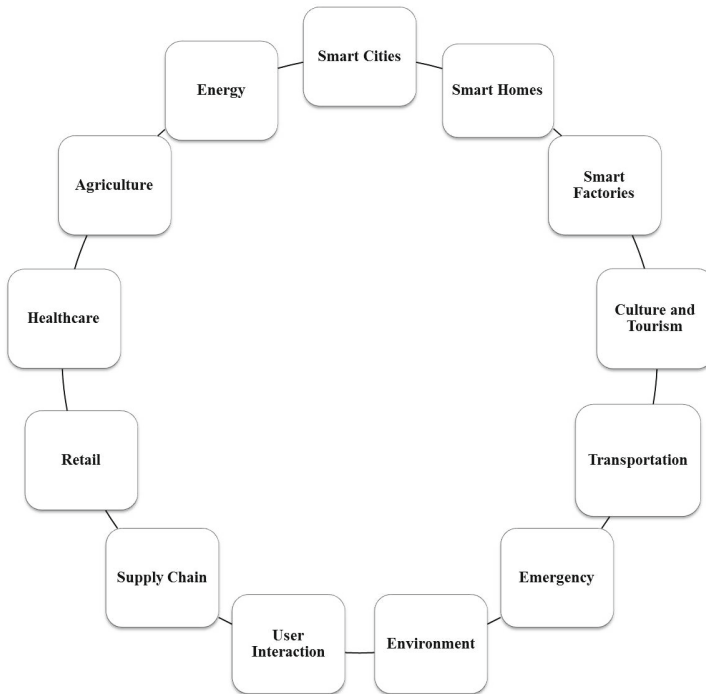 Smart Cities
Smart Homes
Smart
Factories
Culture and
Tourism
Transportation
Emergency
Environment
User
Interaction
Supply Chain
Retail
Healthcare
Agriculture
Energy